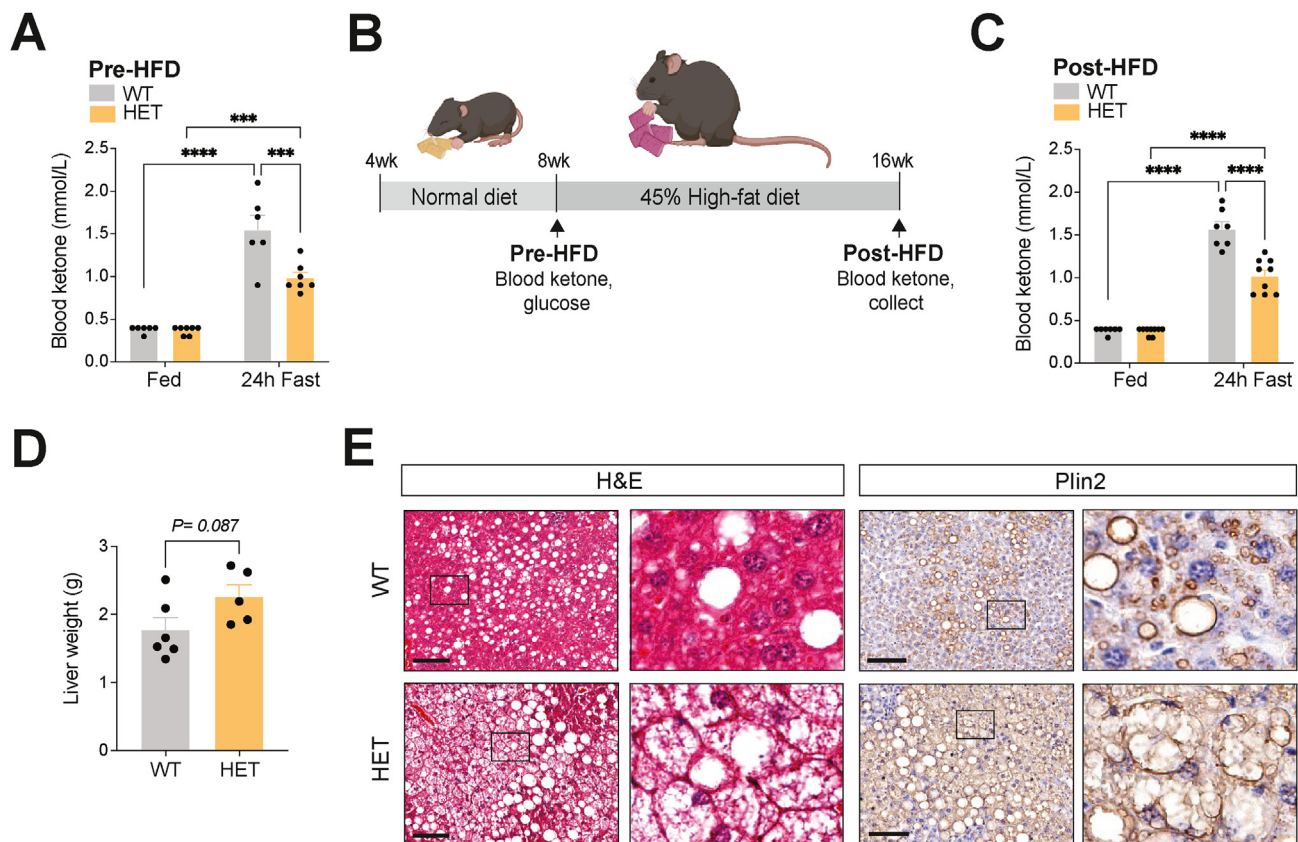 A
Pre-HFD
WT
HET
***
****
***
Blood ketone (mmol/L)
2.5
2.0
1.5
1.0
0.5
0.0
Fed
24h Fast
B
4wk
8wk
16wk
Normal diet
45% High-fat diet
Pre-HFD
Blood ketone,
glucose
Post-HFD
Blood ketone,
collect
C
Post-HFD
WT
HET
****
****
****
Blood ketone (mmol/L)
2.5
2.0
1.5
1.0
0.5
0.0
Fed
24h Fast
D
P= 0.087
Liver weight (g)
3
2
1
0
WT
HET
E
H&E
Plin2
WT
HET